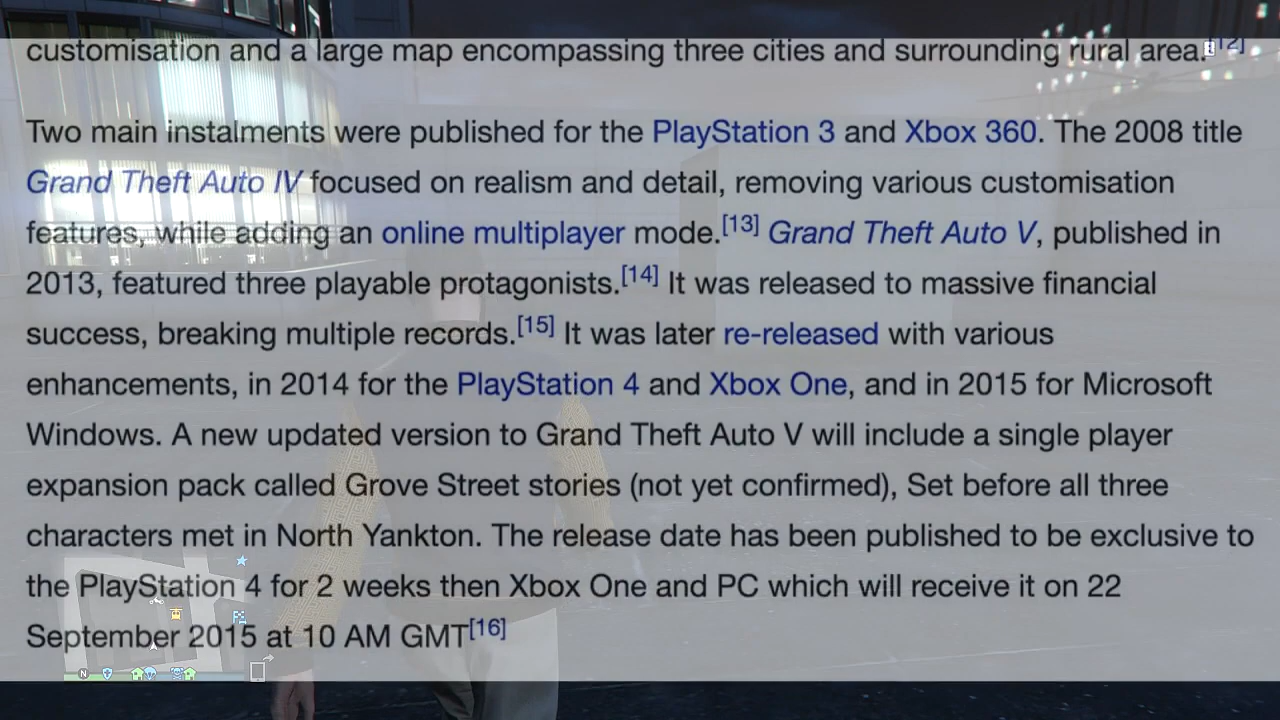 customisation and a large map encompassing three cities and surrounding rural area.[12]
Two main instalments were published for the PlayStation 3 and Xbox 360. The 2008 title
Grand Theft Auto IV focused on realism and detail, removing various customisation
features, while adding an online multiplayer mode.[13] Grand Theft Auto V, published in
2013, featured three playable protagonists.[14] It was released to massive financial
success, breaking multiple records.[15] It was later re-released with various
enhancements, in 2014 for the PlayStation 4 and Xbox One, and in 2015 for Microsoft
Windows. A new updated version to Grand Theft Auto V will include a single player
expansion pack called Grove Street stories (not yet confirmed), Set before all three
characters met in North Yankton. The release date has been published to be exclusive to
the PlayStation 4 for 2 weeks then Xbox One and PC which will receive it on 22
September 2015 at 10 AM GMT[16]
N